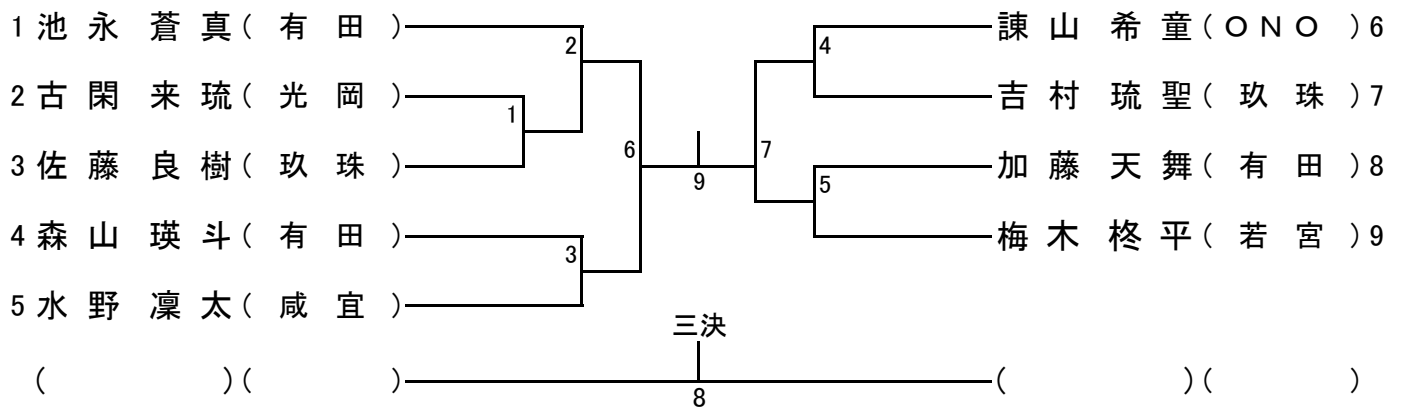 1 池 永 蒼 真 ( 有 田 )
2 古 閑 来 琉 ( 光 岡 )
3 佐 藤 良 樹 ( 玖 珠 )
4 森 山 瑛 斗 ( 有 田 )
5 水 野 凜 太 ( 咸 宜 )
( ) ( )
2
1
3
6
9
7
4
5
諌 山 希 童 ( O N O ) 6
吉 村 琉 聖 ( 玖 珠 ) 7
加 藤 天 舞 ( 有 田 ) 8
梅 木 柊 平 ( 若 宮 ) 9
三決
8
( ) ( )